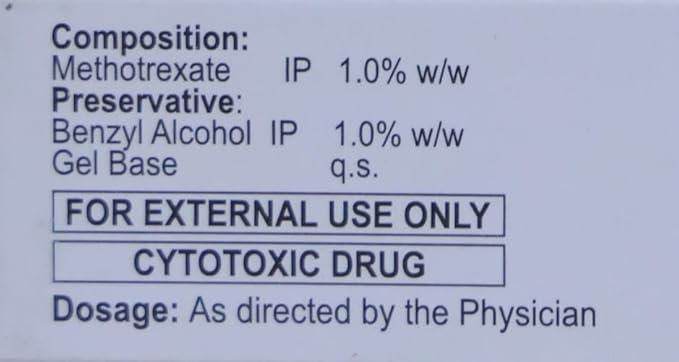 Composition:
Methotrexate IP 1.0% w/w
Preservative:
Benzyl Alcohol IP 1.0% w/w
Gel Base q.s.
FOR EXTERNAL USE ONLY
CYTOTOXIC DRUG
Dosage: As directed by the Physician